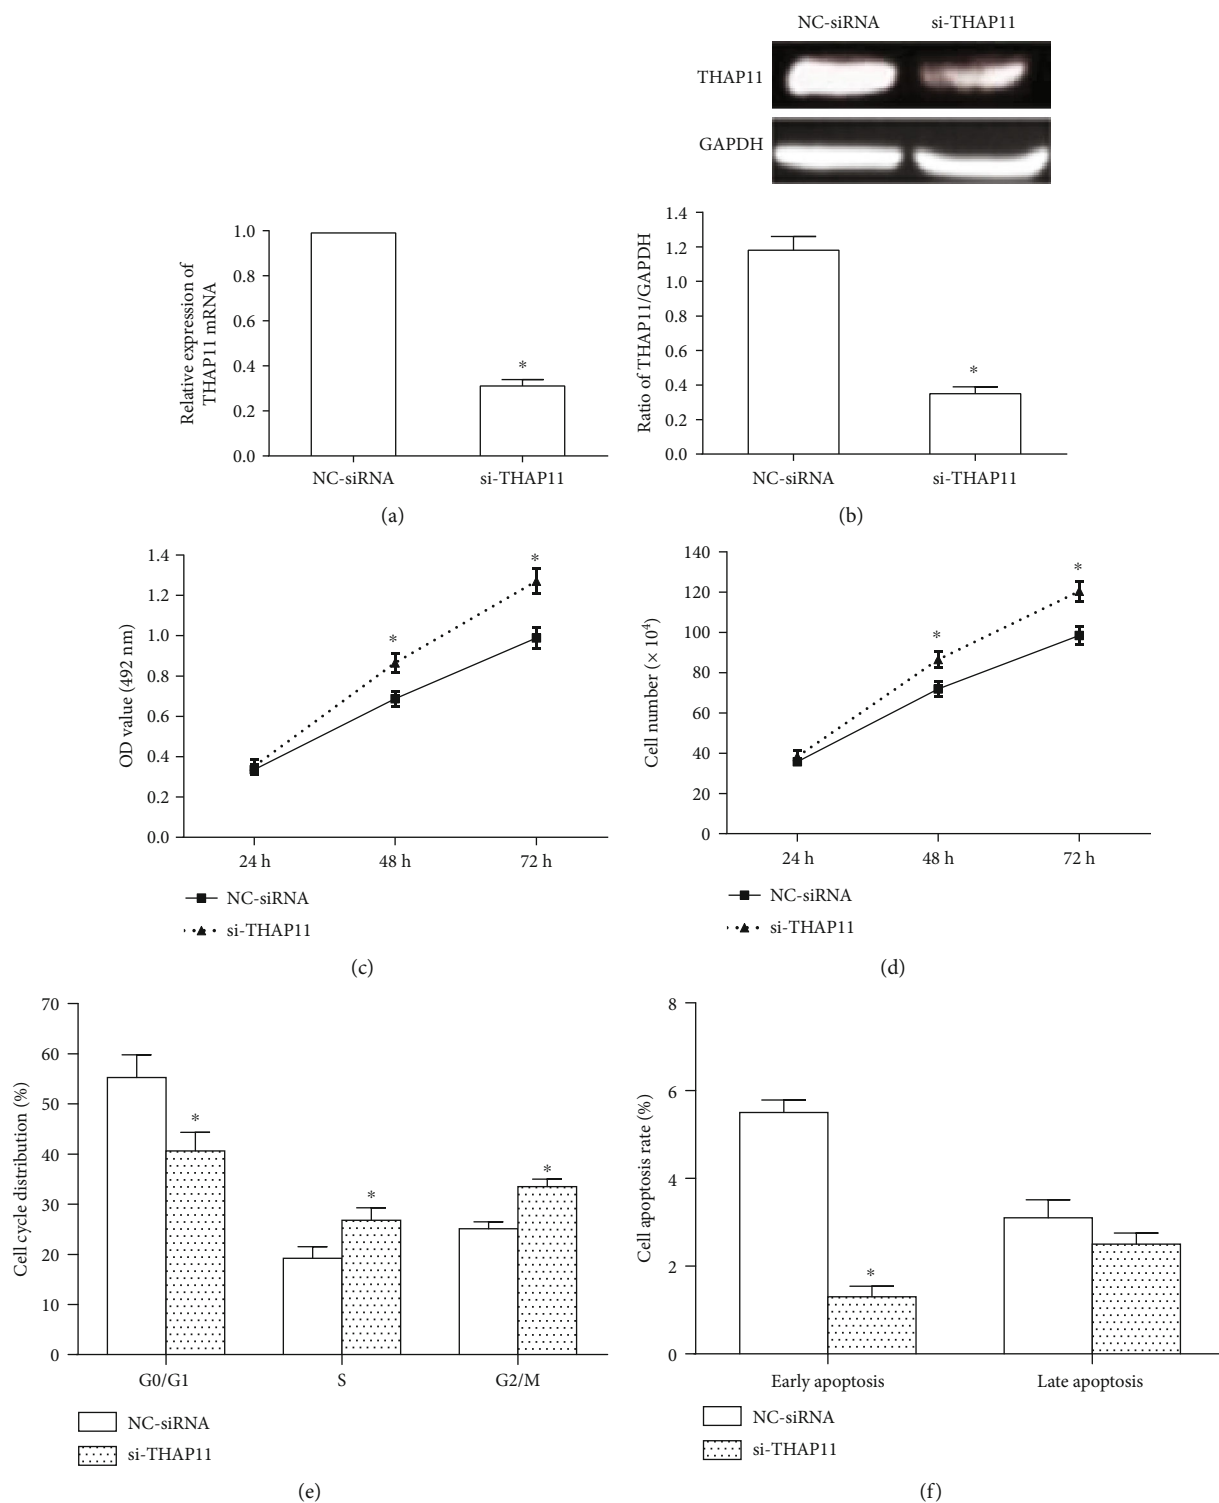 NC-siRNA si-THAP11
THAP11
GAPDH
Relative expression of
THAP11 mRNA
1.0
0.8
0.6
0.4
0.2
0.0
*
NC-siRNA si-THAP11
(a)
Ratio of THAP11/GAPDH
1.4
1.2
1.0
0.8
0.6
0.4
0.2
0.0
*
NC-siRNA si-THAP11
(b)
OD value (492 nm)
1.4
1.2
1.0
0.8
0.6
0.4
0.2
0.0
*
*
24 h 48 h 72 h
NC-siRNA
si-THAP11
(c)
Cell number (× 10⁴)
140
120
100
80
60
40
20
0
*
*
24 h 48 h 72 h
NC-siRNA
si-THAP11
(d)
Cell cycle distribution (%)
70
60
50
40
30
20
10
0
*
*
*
G0/G1 S G2/M
NC-siRNA
si-THAP11
(e)
Cell apoptosis rate (%)
8
6
4
2
0
*
Early apoptosis Late apoptosis
NC-siRNA
si-THAP11
(f)